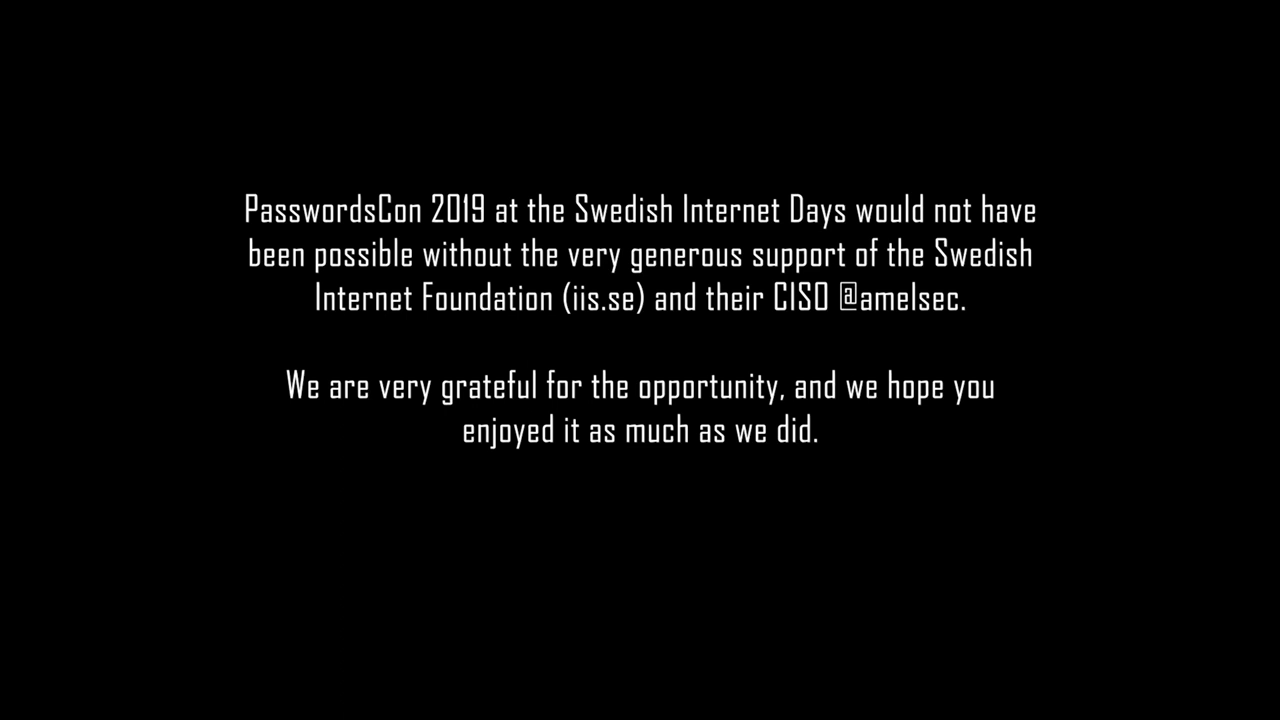 PasswordsCon 2019 at the Swedish Internet Days would not have
been possible without the very generous support of the Swedish
Internet Foundation (iis.se) and their CISO @amelsec.
We are very grateful for the opportunity, and we hope you
enjoyed it as much as we did.